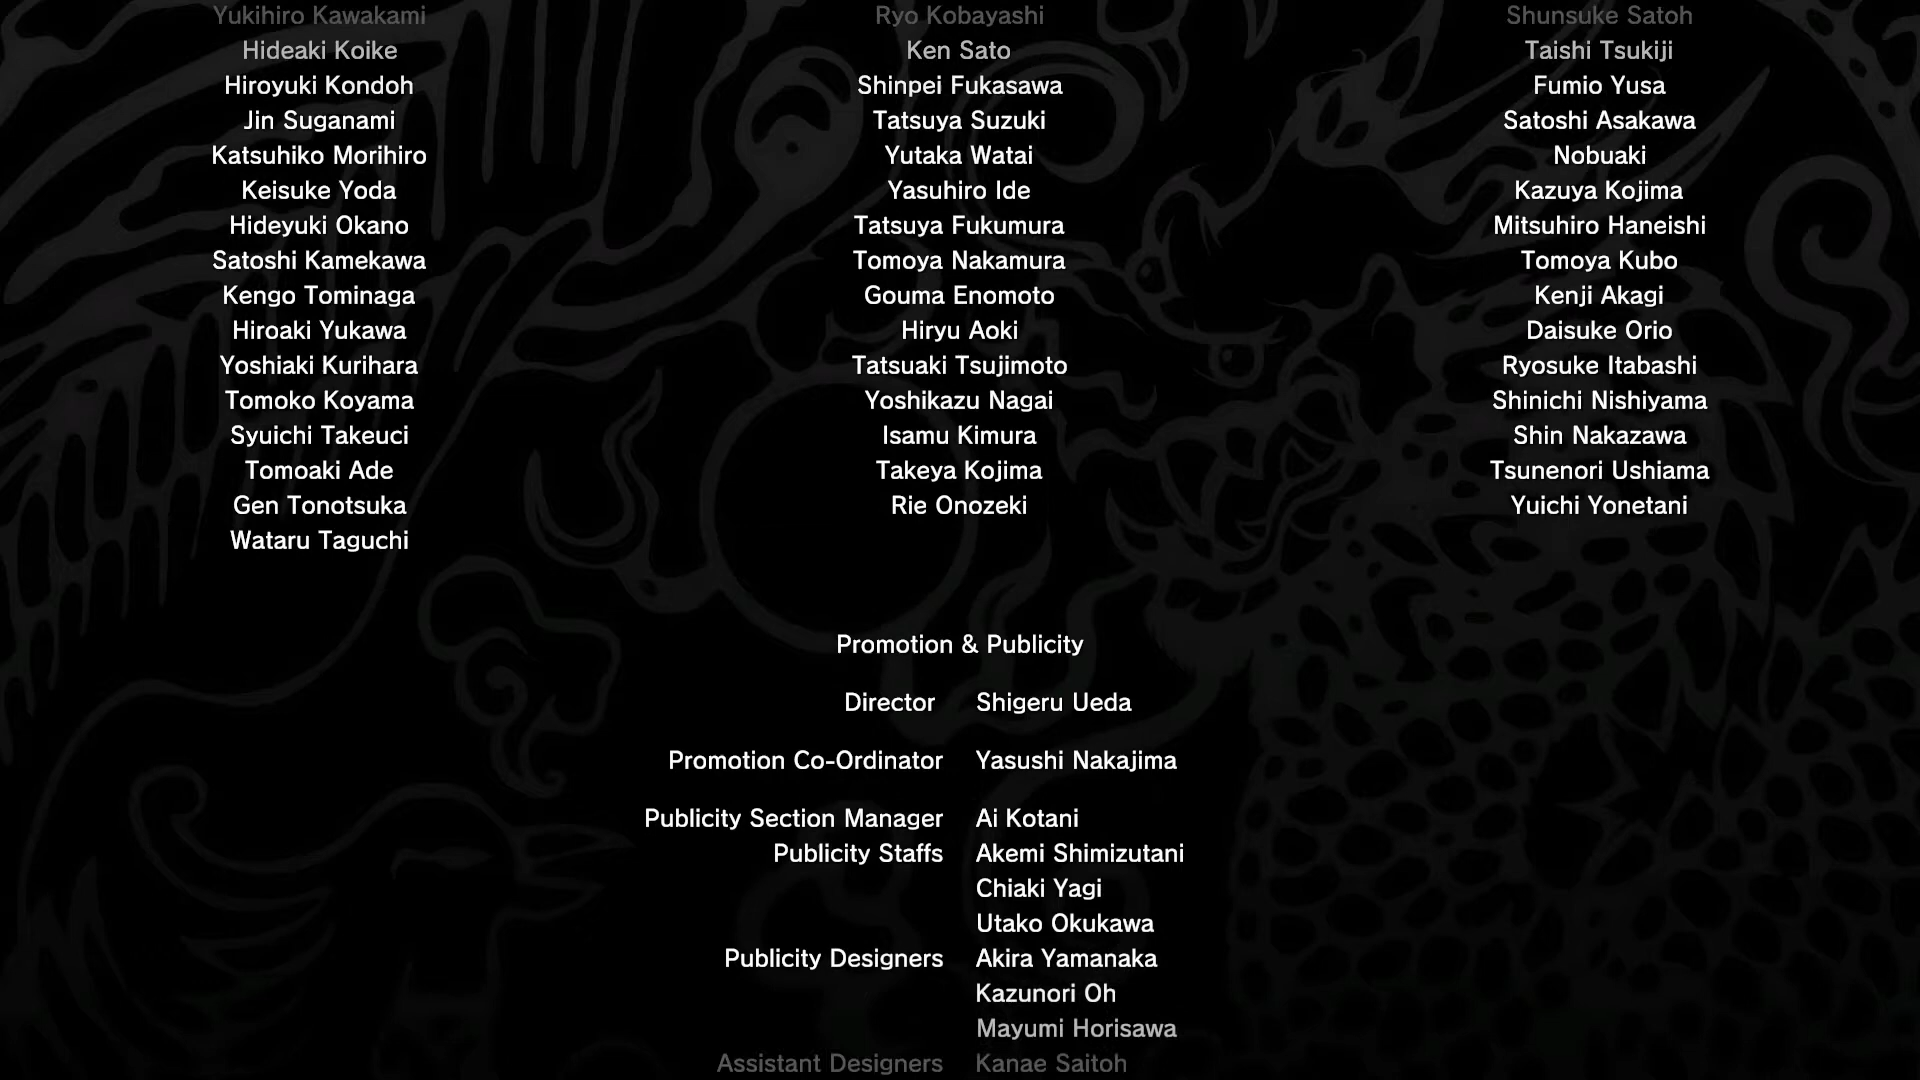 Yukihiro Kawakami Ryo Kobayashi Shunsuke Satoh
Hideaki Koike Ken Sato Taishi Tsukiji
Hiroyuki Kondoh Shinpei Fukasawa Fumio Yusa
Jin Suganami Tatsuya Suzuki Satoshi Asakawa
Katsuhiko Morihiro Yutaka Watai Nobuaki
Keisuke Yoda Yasuhiro Ide Kazuya Kojima
Hideyuki Okano Tatsuya Fukumura Mitsuhiro Haneishi
Satoshi Kamekawa Tomoya Nakamura Tomoya Kubo
Kengo Tominaga Gouma Enomoto Kenji Akagi
Hiroaki Yukawa Hiryu Aoki Daisuke Orio
Yoshiaki Kurihara Tatsuaki Tsujimoto Ryosuke Itabashi
Tomoko Koyama Yoshikazu Nagai Shinichi Nishiyama
Syuichi Takeuci Isamu Kimura Shin Nakazawa
Tomoaki Ade Takeya Kojima Tsunenori Ushiama
Gen Tonotsuka Rie Onozeki Yuichi Yonetani
Wataru Taguchi
Promotion & Publicity
Director Shigeru Ueda
Promotion Co-Ordinator Yasushi Nakajima
Publicity Section Manager Ai Kotani
Publicity Staffs Akemi Shimizutani
Chiaki Yagi
Utako Okukawa
Publicity Designers Akira Yamanaka
Kazunori Oh
Mayumi Horisawa
Assistant Designers Kanae Saitoh